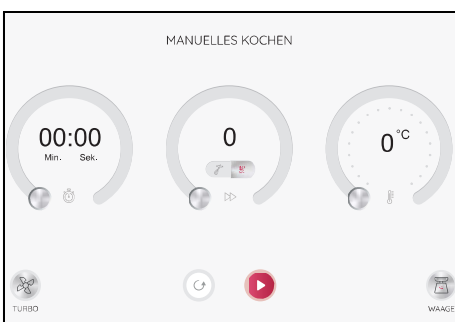 MANUELLES KOCHEN
00:00
Min. Sek.
0
0°C
TURBO
WAAGE